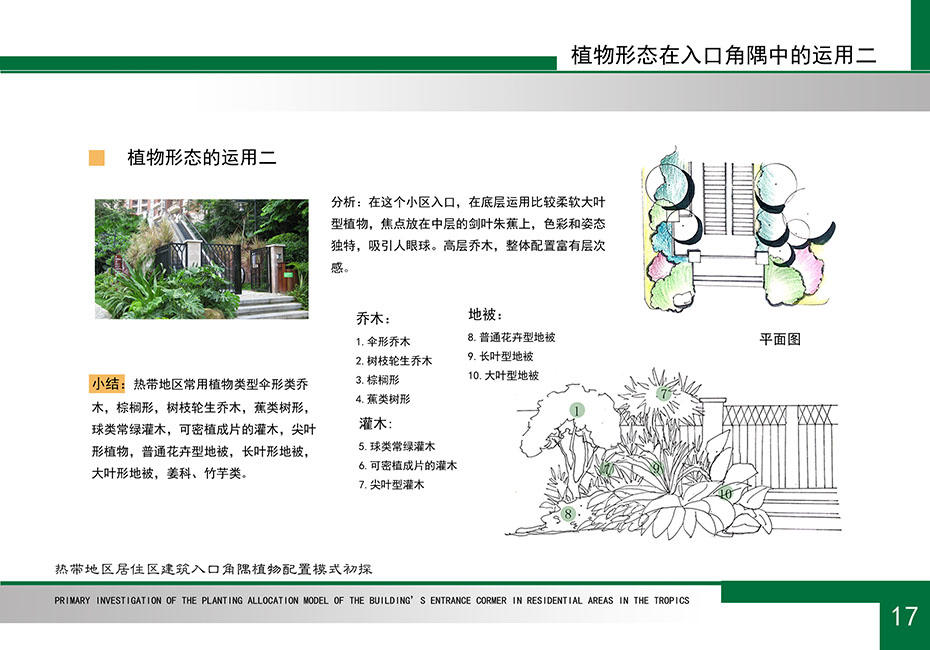 植物形态在入口角隅中的运用二
植物形态的运用二
分析：在这个小区入口，在底层运用比较柔软大叶
型植物，焦点放在中层的剑叶朱蕉上，色彩和姿态
独特，吸引人眼球。高层乔木，整体配置富有层次
感。
平面图
乔木：
1.伞形乔木
2.树枝轮生乔木
3.棕榈形
4.蕉类树形
灌木：
5.球类常绿灌木
6.可密植成片的灌木
7.尖叶型灌木
地被：
8.普通花卉型地被
9.长叶型地被
10.大叶型地被
小结：热带地区常用植物类型伞形类乔
木，棕榈形，树枝轮生乔木，蕉类树形，
球类常绿灌木，可密植成片的灌木，尖叶
形植物，普通花卉型地被，长叶形地被，
大叶形地被，姜科、竹芋类。
1
7
7
9
10
8
热带地区居住区建筑入口角隅植物配置模式初探
PRIMARY INVESTIGATION OF THE PLANTING ALLOCATION MODEL OF THE BUILDING'S ENTRANCE CORMER IN RESIDENTIAL AREAS IN THE TROPICS
17